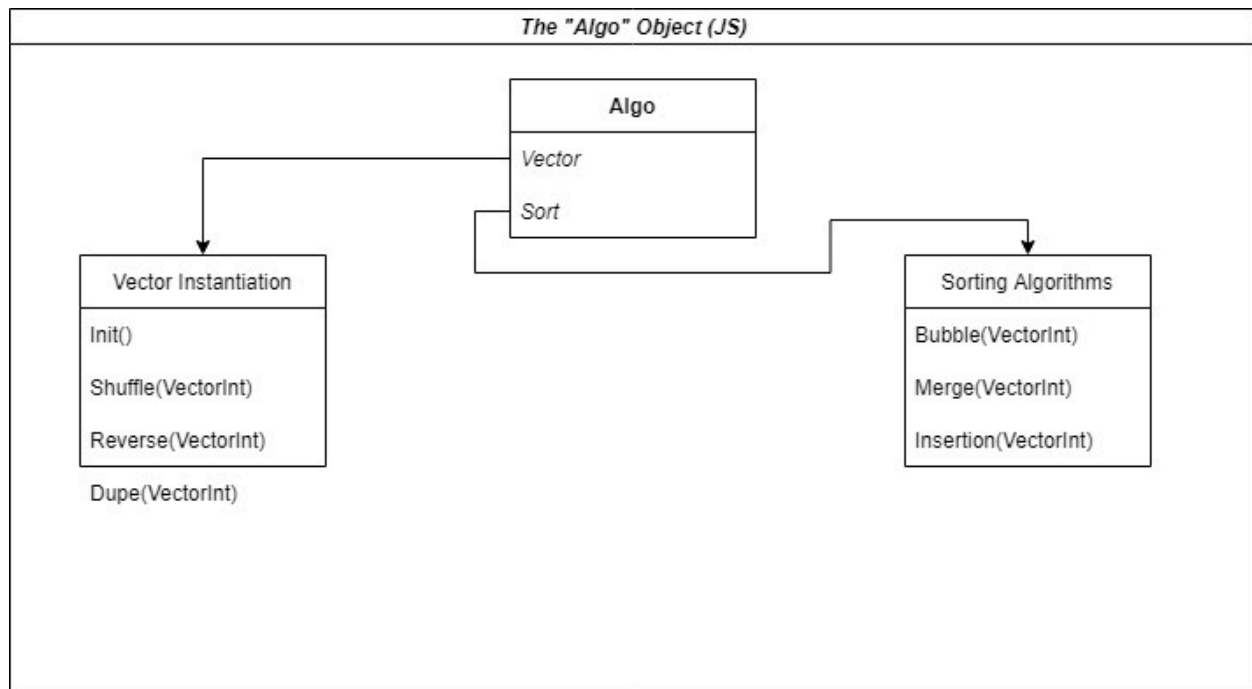 The "Algo" Object (JS)
Algo
Vector
Sort
Vector Instantiation
Init()
Shuffle(VectorInt)
Reverse(VectorInt)
Dupe(VectorInt)
Sorting Algorithms
Bubble(VectorInt)
Merge(VectorInt)
Insertion(VectorInt)